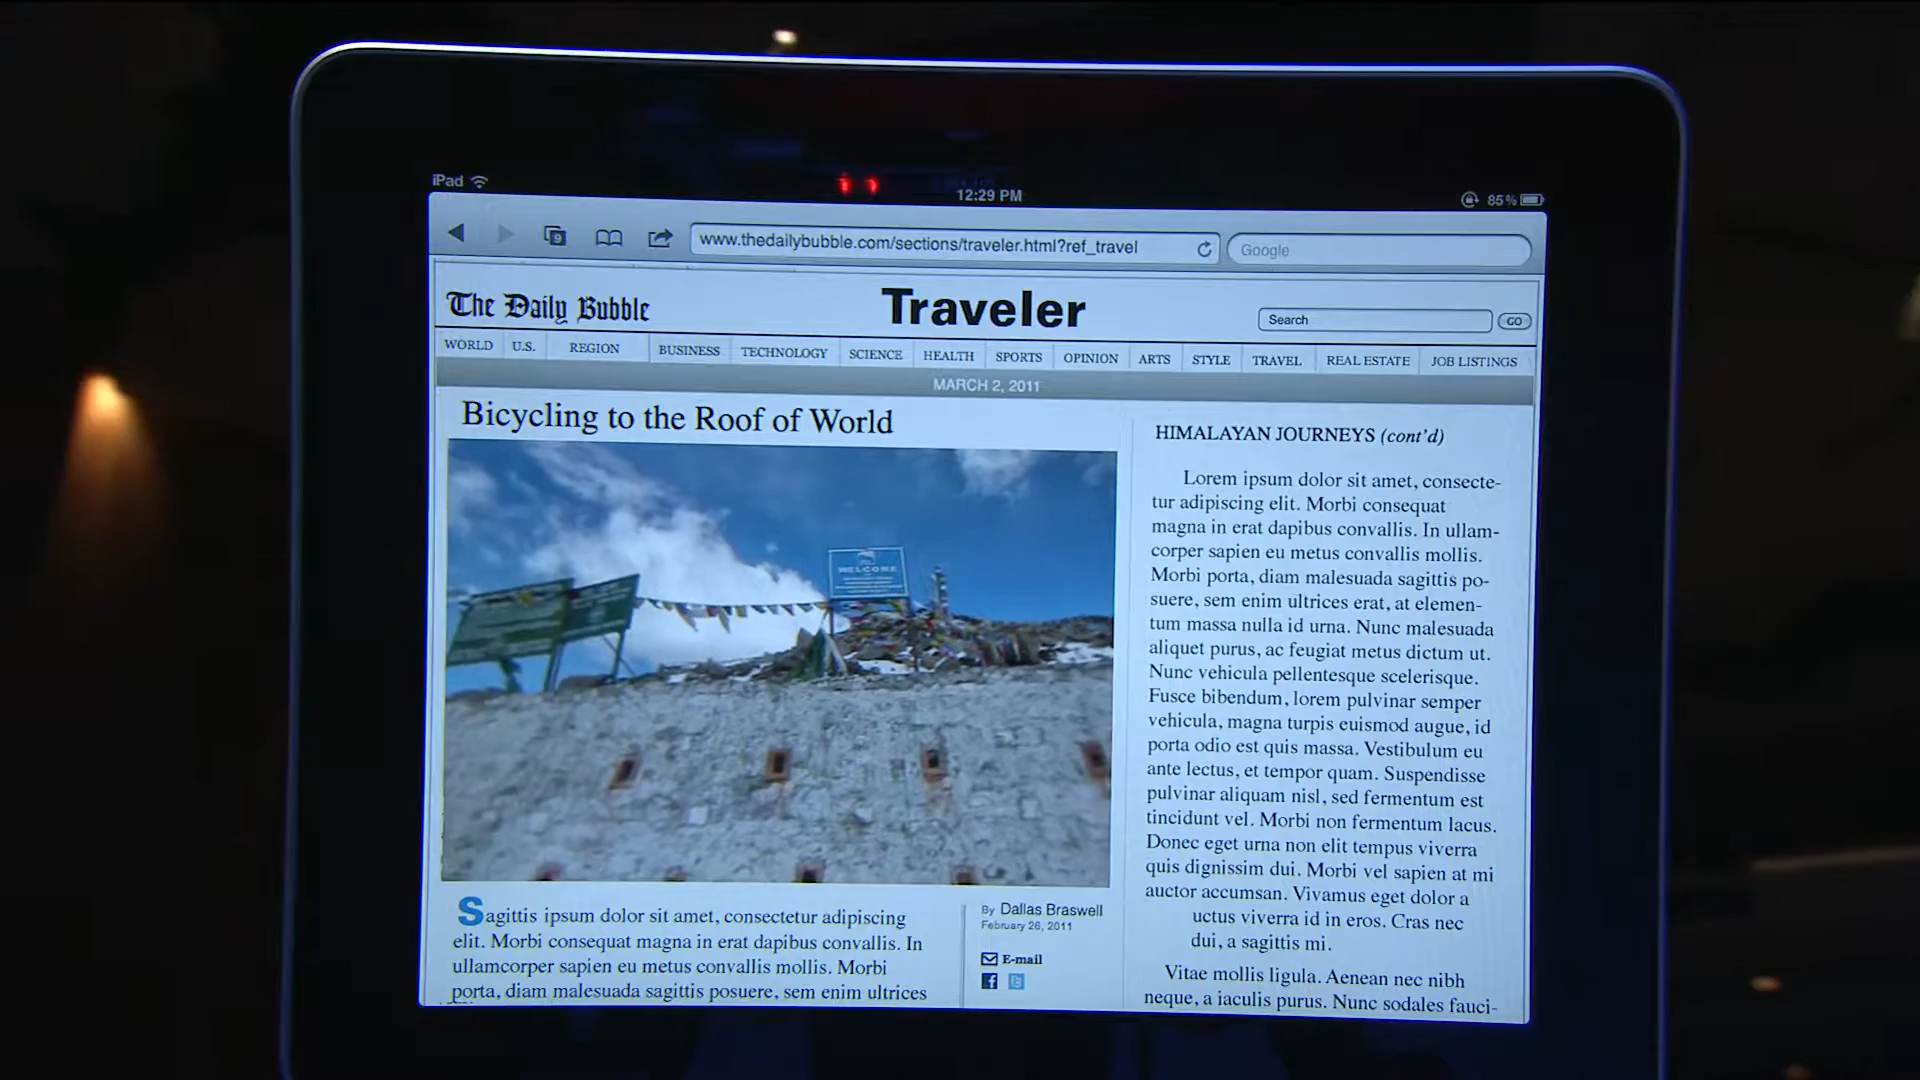 iPad
12:29 PM
85%
9
www.thedailybubble.com/sections/traveler.html?ref_travel
Google
The Daily Bubble
Traveler
Search
GO
WORLD U.S. REGION BUSINESS TECHNOLOGY SCIENCE HEALTH SPORTS OPINION ARTS STYLE TRAVEL REAL ESTATE JOB LISTINGS
MARCH 2, 2011
Bicycling to the Roof of World
WELCOME
Sagittis ipsum dolor sit amet, consectetur adipiscing
elit. Morbi consequat magna in erat dapibus convallis. In
ullamcorper sapien eu metus convallis mollis. Morbi
porta, diam malesuada sagittis posuere, sem enim ultrices
By Dallas Braswell
February 26, 2011
E-mail
HIMALAYAN JOURNEYS (cont'd)
Lorem ipsum dolor sit amet, consecte-
tur adipiscing elit. Morbi consequat
magna in erat dapibus convallis. In ullam-
corper sapien eu metus convallis mollis.
Morbi porta, diam malesuada sagittis po-
suere, sem enim ultrices erat, at elemen-
tum massa nulla id urna. Nunc malesuada
aliquet purus, ac feugiat metus dictum ut.
Nunc vehicula pellentesque scelerisque.
Fusce bibendum, lorem pulvinar semper
vehicula, magna turpis euismod augue, id
porta odio est quis massa. Vestibulum eu
ante lectus, et tempor quam. Suspendisse
pulvinar aliquam nisl, sed fermentum est
tincidunt vel. Morbi non fermentum lacus.
Donec eget urna non elit tempus viverra
quis dignissim dui. Morbi vel sapien at mi
auctor accumsan. Vivamus eget dolor a
uctus viverra id in eros. Cras nec
dui, a sagittis mi.
Vitae mollis ligula. Aenean nec nibh
neque, a iaculis purus. Nunc sodales fauci-